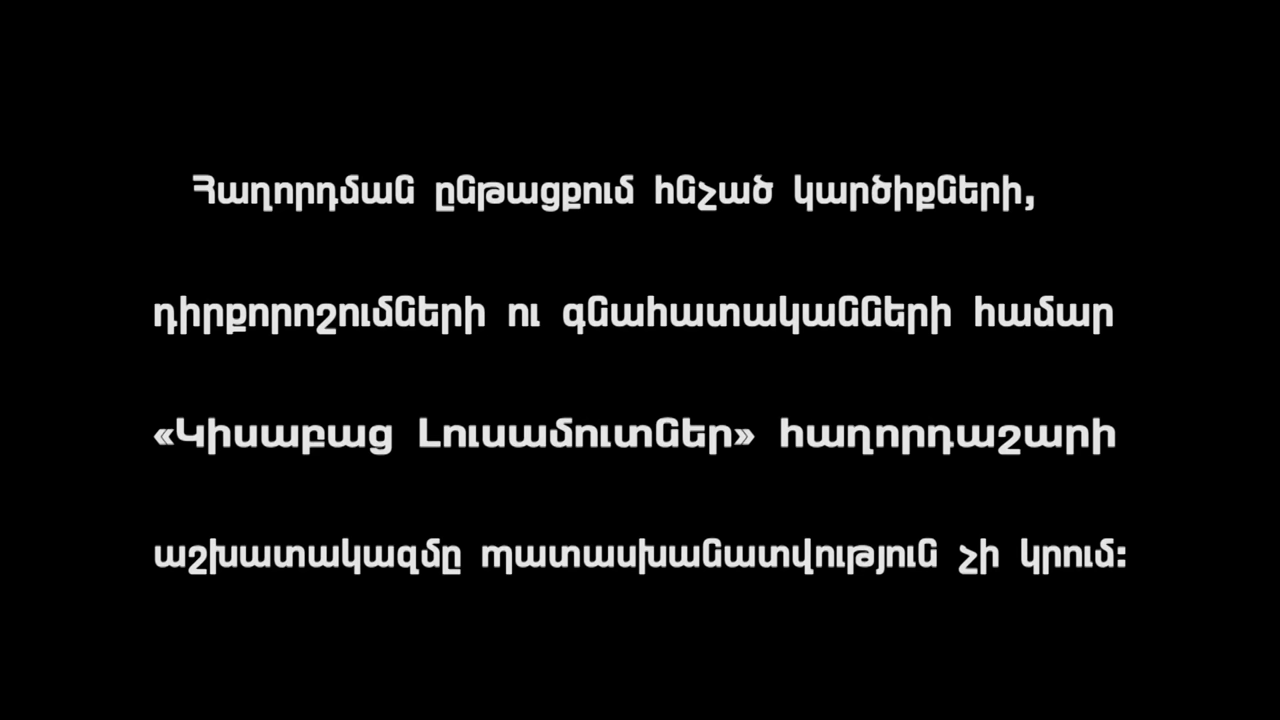 Հաղորդման ընթացքում հնչած կարծիքների,
դիրքորոշումների ու գնահատականների համար
«Կիսաբաց Լուսամուտներ» հաղորդաշարի
աշխատակազմը պատասխանատվություն չի կրում: